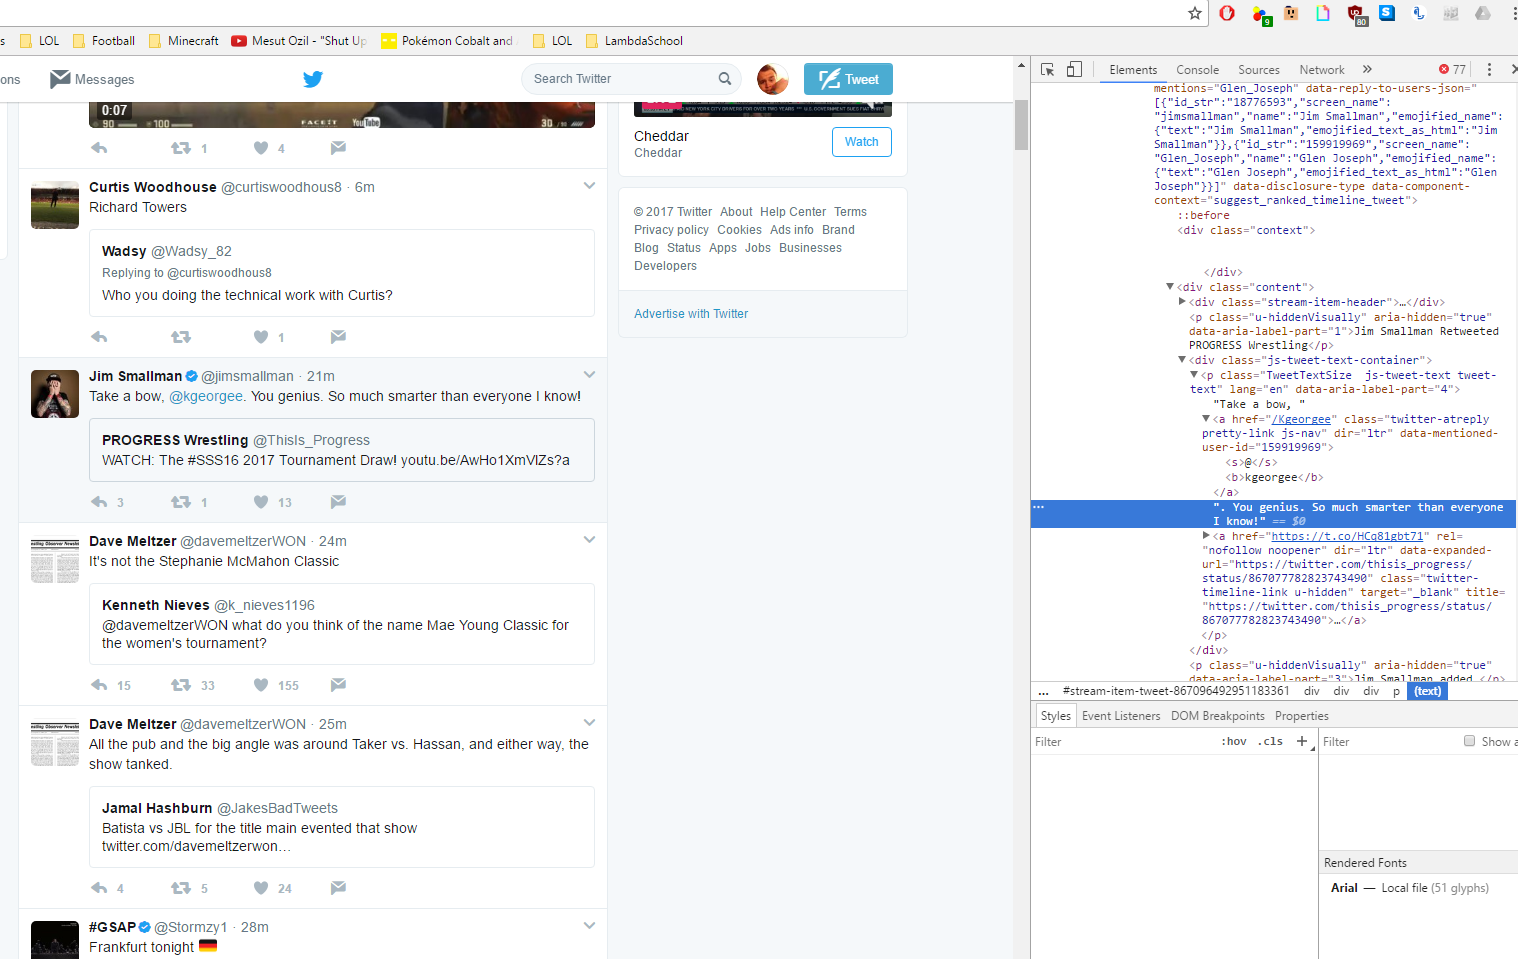 9
80
s
LOL
Football
Minecraft
Mesut Ozil - "Shut Up
Pokémon Cobalt and
LOL
LambdaSchool
ons
Messages
Search Twitter
Tweet
0:07
90
100
FACEIT
YouTube
3D
30
1
4
Curtis Woodhouse @curtiswoodhous8 · 6m
Richard Towers
Wadsy @Wadsy_82
Replying to @curtiswoodhous8
Who you doing the technical work with Curtis?
1
Jim Smallman @jimsmallman · 21m
Take a bow, @kgeorgee. You genius. So much smarter than everyone I know!
PROGRESS Wrestling @ThisIs_Progress
WATCH: The #SSS16 2017 Tournament Draw! youtu.be/AwHo1XmVlZs?a
3
1
13
Dave Meltzer @davemeltzerWON · 24m
It's not the Stephanie McMahon Classic
Kenneth Nieves @k_nieves1196
@davemeltzerWON what do you think of the name Mae Young Classic for
the women's tournament?
15
33
155
Dave Meltzer @davemeltzerWON · 25m
All the pub and the big angle was around Taker vs. Hassan, and either way, the
show tanked.
Jamal Hashburn @JakesBadTweets
Batista vs JBL for the title main evented that show
twitter.com/davemeltzerwon…
4
5
24
#GSAP @Stormzy1 · 28m
Frankfurt tonight
Cheddar
Cheddar
Watch
© 2017 Twitter About Help Center Terms
Privacy policy Cookies Ads info Brand
Blog Status Apps Jobs Businesses
Developers
Advertise with Twitter
Elements Console Sources Network » 77
mentions="Glen_Joseph" data-reply-to-users-json="
[{"id_str":"18776593","screen_name":
"jimsmallman","name":"Jim Smallman","emojified_name":
{"text":"Jim Smallman","emojified_text_as_html":"Jim
Smallman"}},{"id_str":"159919969","screen_name":
"Glen_Joseph","name":"Glen Joseph","emojified_name":
{"text":"Glen Joseph","emojified_text_as_html":"Glen
Joseph"}}]" data-disclosure-type data-component-
context="suggest_ranked_timeline_tweet">
::before
<div class="context">
</div>
<div class="content">
<div class="stream-item-header">…</div>
<p class="u-hiddenVisually" aria-hidden="true"
data-aria-label-part="1">Jim Smallman Retweeted
PROGRESS Wrestling</p>
<div class="js-tweet-text-container">
<p class="TweetTextSize js-tweet-text tweet-
text" lang="en" data-aria-label-part="4">
"Take a bow, "
<a href="/Kgeorgee" class="twitter-atreply
pretty-link js-nav" dir="ltr" data-mentioned-
user-id="159919969">
<s>@</s>
<b>kgeorgee</b>
</a>
". You genius. So much smarter than everyone
I know!" == $0
<a href="https://t.co/HCq81gbt71" rel=
"nofollow noopener" dir="ltr" data-expanded-
url="https://twitter.com/thisis_progress/
status/867077782823743490" class="twitter-
timeline-link u-hidden" target="_blank" title=
"https://twitter.com/thisis_progress/status/
867077782823743490">…</a>
</p>
</div>
<p class="u-hiddenVisually" aria-hidden="true"
data-aria-label-part="3">Jim Smallman added,</p>
... #stream-item-tweet-867096492951183361 div div div p (text)
Styles Event Listeners DOM Breakpoints Properties
Filter :hov .cls +
Filter Show a
Rendered Fonts
Arial — Local file (51 glyphs)